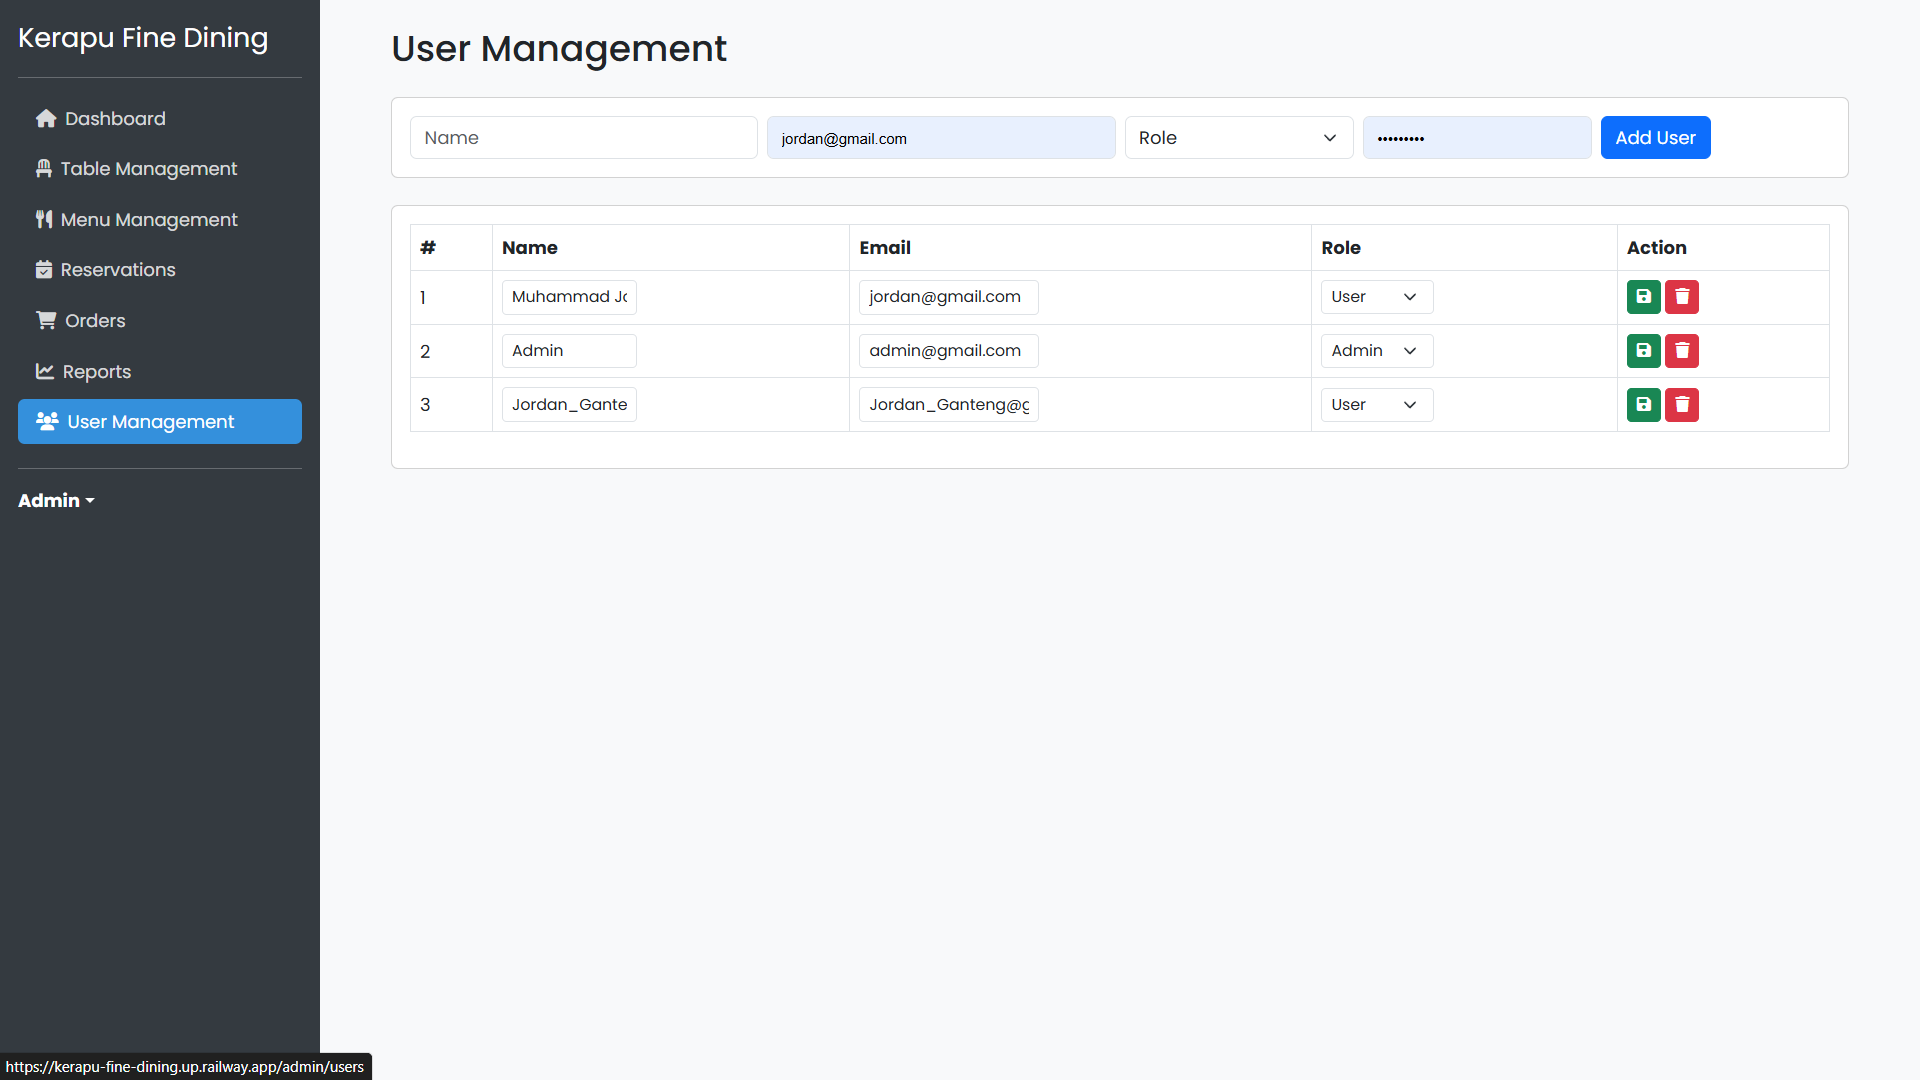 Kerapu Fine Dining
Dashboard
Table Management
Menu Management
Reservations
Orders
Reports
User Management
Admin
User Management
Name jordan@gmail.com Role ••••••••• Add User
# Name Email Role Action
1 Muhammad jordan@gmail.com User
2 Admin admin@gmail.com Admin
3 Jordan_Gante Jordan_Ganteng@g User
https://kerapu-fine-dining.up.railway.app/admin/users